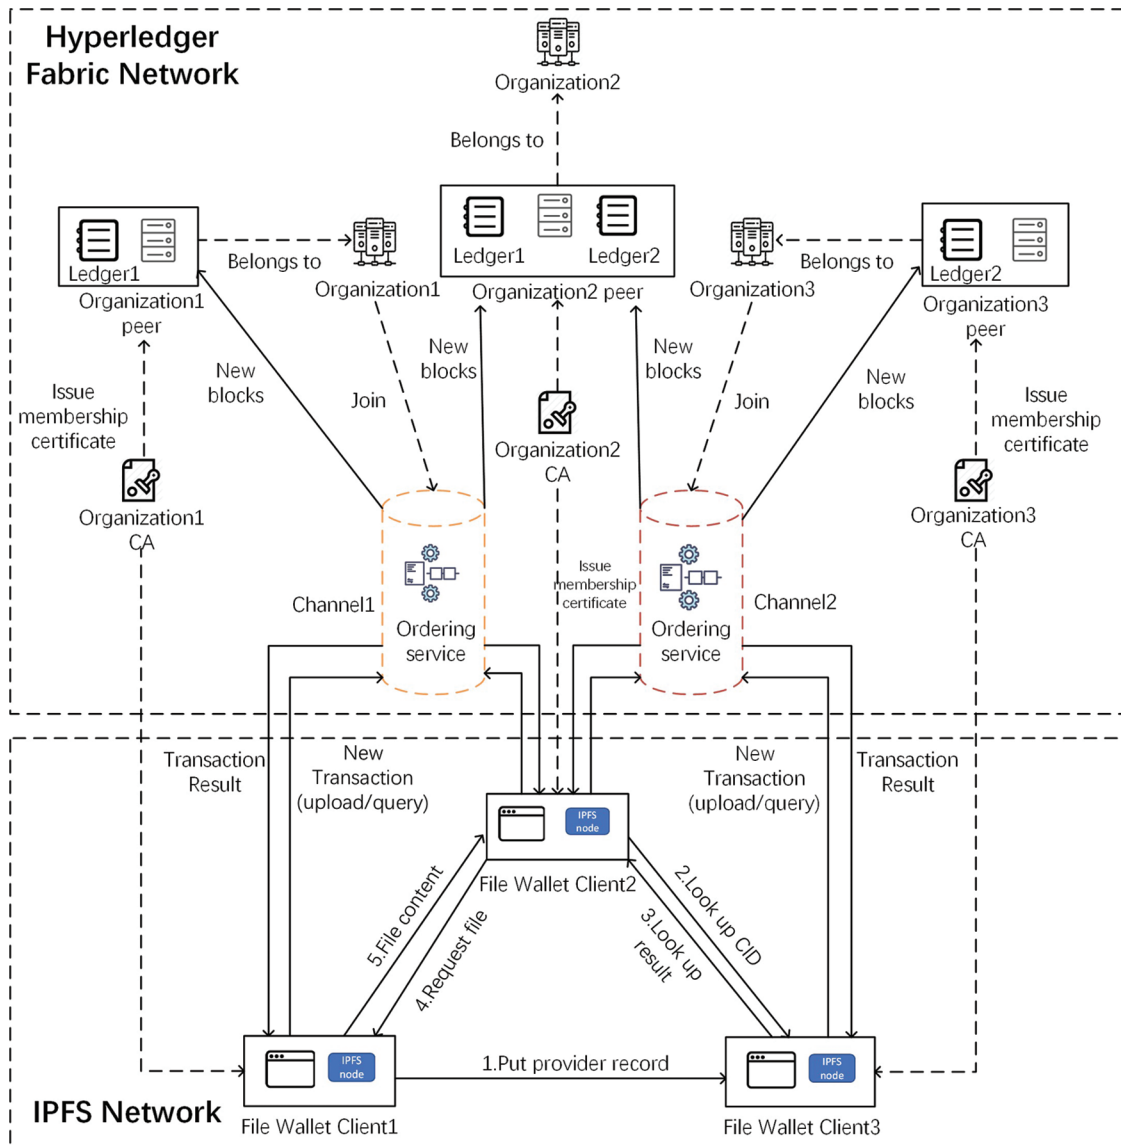 Hyperledger
Fabric Network
Organization2
Belongs to
Ledger1
Organization1
peer
Belongs to
Organization1
Ledger1
Ledger2
Organization2 peer
Organization3
Belongs to
Ledger2
Organization3
peer
New
blocks
New
blocks
New
blocks
New
blocks
Join
Join
Issue
membership
certificate
Issue
membership
certificate
Organization1
CA
Organization2
CA
Organization3
CA
Issue
membership
certificate
Channel1
Ordering
service
Ordering
service
Channel2
Transaction
Result
New
Transaction
(upload/query)
New
Transaction
(upload/query)
Transaction
Result
IPFS
node
File Wallet Client2
5.File content
4.Request file
3.Look up
result
2.Look up CID
IPFS
node
File Wallet Client1
1.Put provider record
IPFS
node
File Wallet Client3
IPFS Network